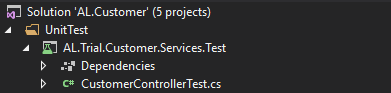 Solution 'AL.Customer' (5 projects)
UnitTest
AL.Trial.Customer.Services.Test
Dependencies
C# CustomerControllerTest.cs